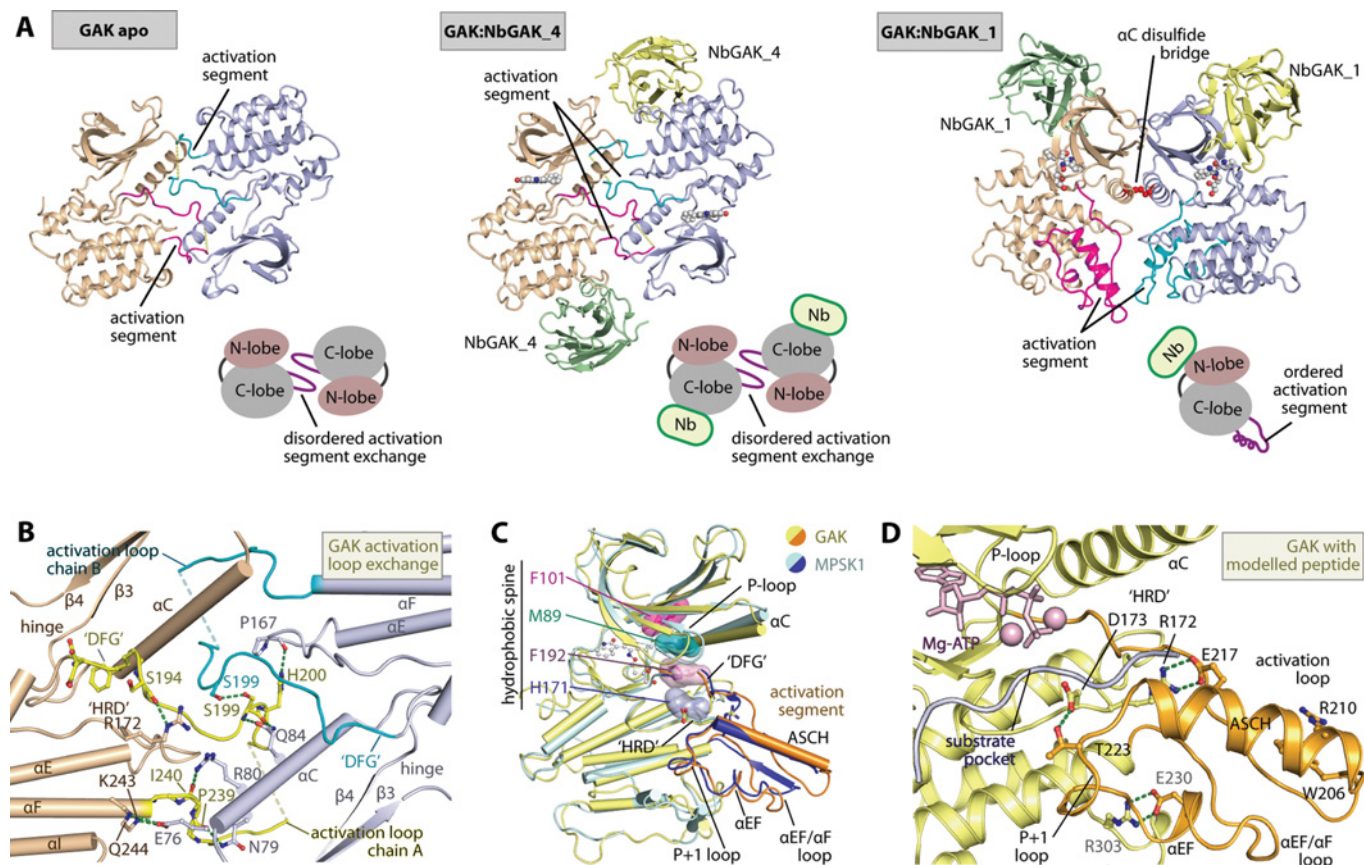 A
GAK apo
activation
segment
activation
segment
N-lobe
C-lobe
C-lobe
N-lobe
disordered activation
segment exchange
GAK:NbGAK_4
NbGAK_4
activation
segment
NbGAK_4
Nb
N-lobe
C-lobe
C-lobe
N-lobe
Nb
disordered activation
segment exchange
GAK:NbGAK_1
αC disulfide
bridge
NbGAK_1
NbGAK_1
activation
segment
Nb
N-lobe
C-lobe
ordered
activation
segment
B
activation loop
chain B
GAK activation
loop exchange
β4
β3
αC
hinge
'DFG'
S194
'HRD'
R172
αE
K243
αF
αI
Q244
I240
P239
E76
N79
R80
αC
Q84
S199
S199
H200
P167
αF
αE
'DFG'
hinge
β4
β3
activation loop
chain A
C
GAK
MPSK1
hydrophobic spine
F101
M89
F192
H171
P-loop
αC
'DFG'
activation
segment
'HRD'
ASCH
αEF
P+1 loop
αEF/αF
loop
D
P-loop
αC
GAK with
modelled peptide
'HRD'
D173
R172
E217
Mg-ATP
activation
loop
R210
ASCH
substrate
pocket
T223
E230
W206
P+1
loop
R303
αEF
αEF/αF
loop